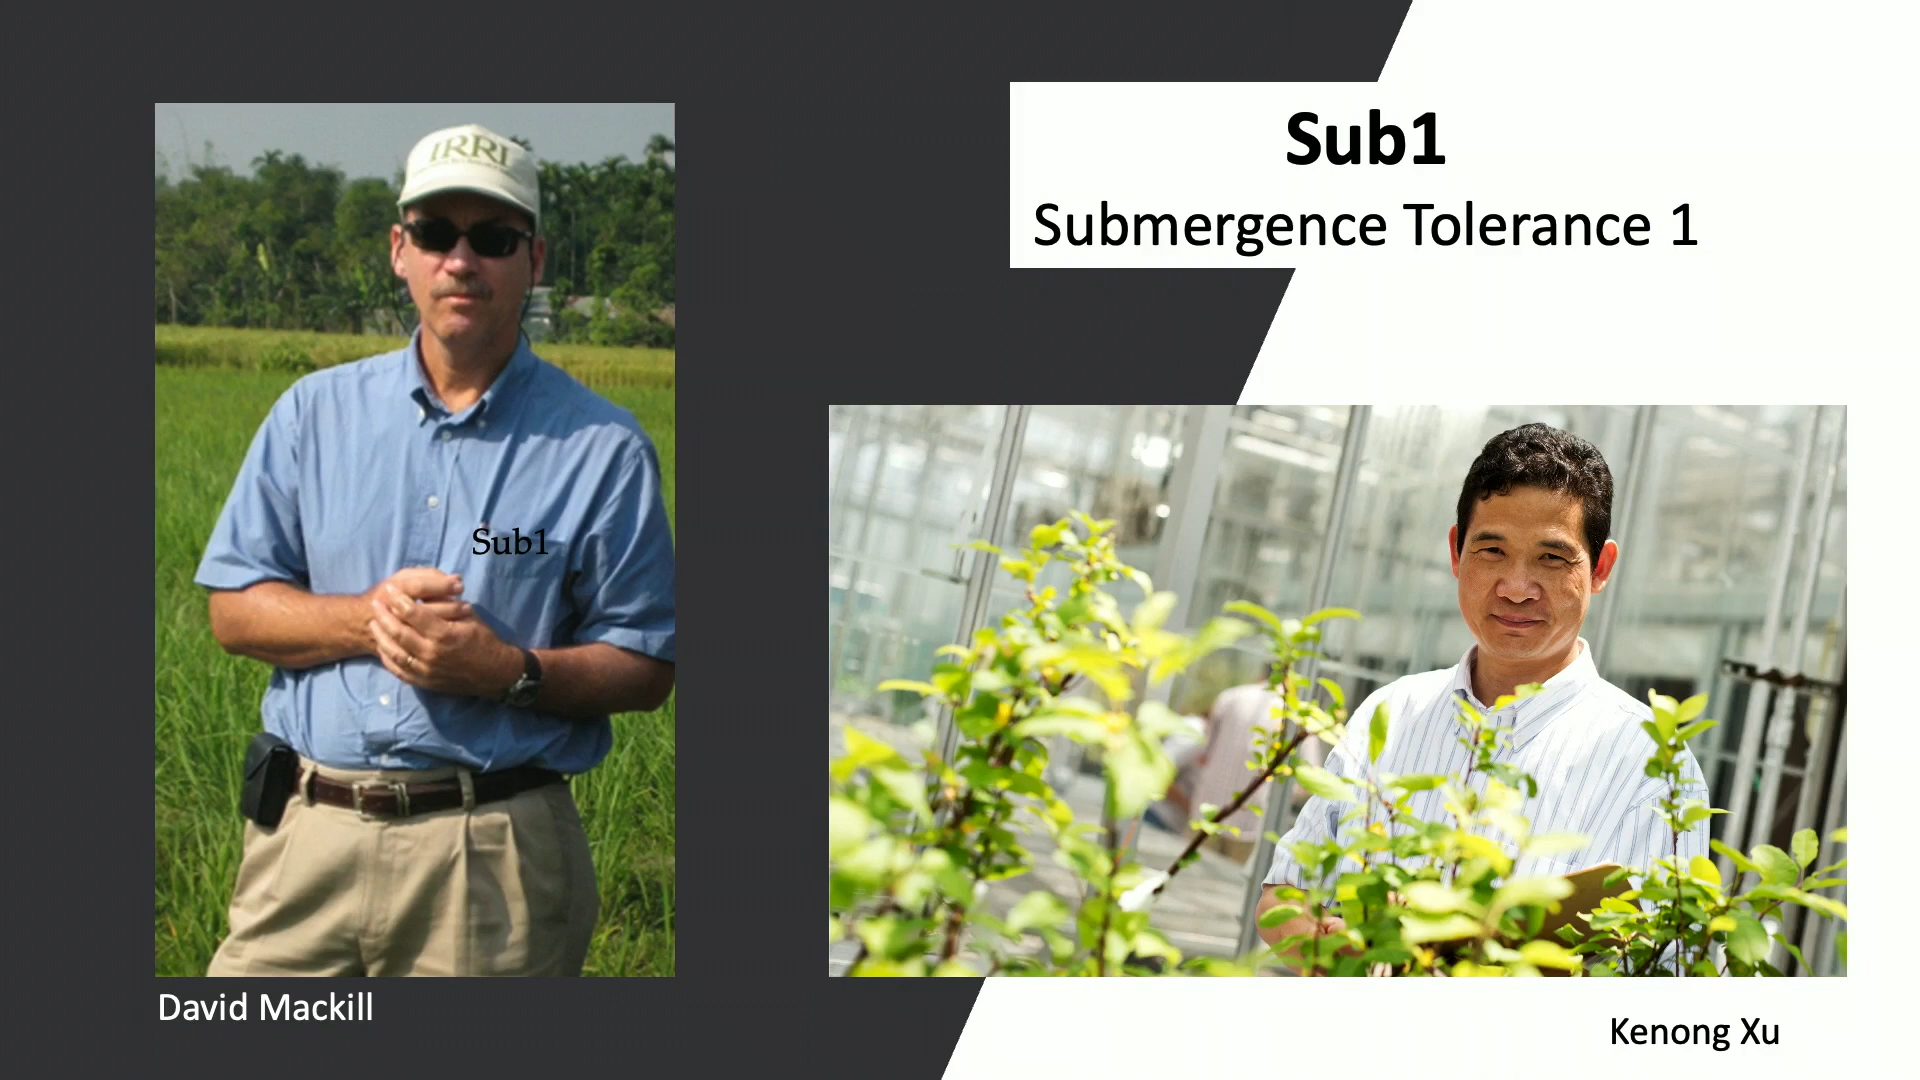 Sub1
Submergence Tolerance 1
IRRI
Sub1
David Mackill
Kenong Xu